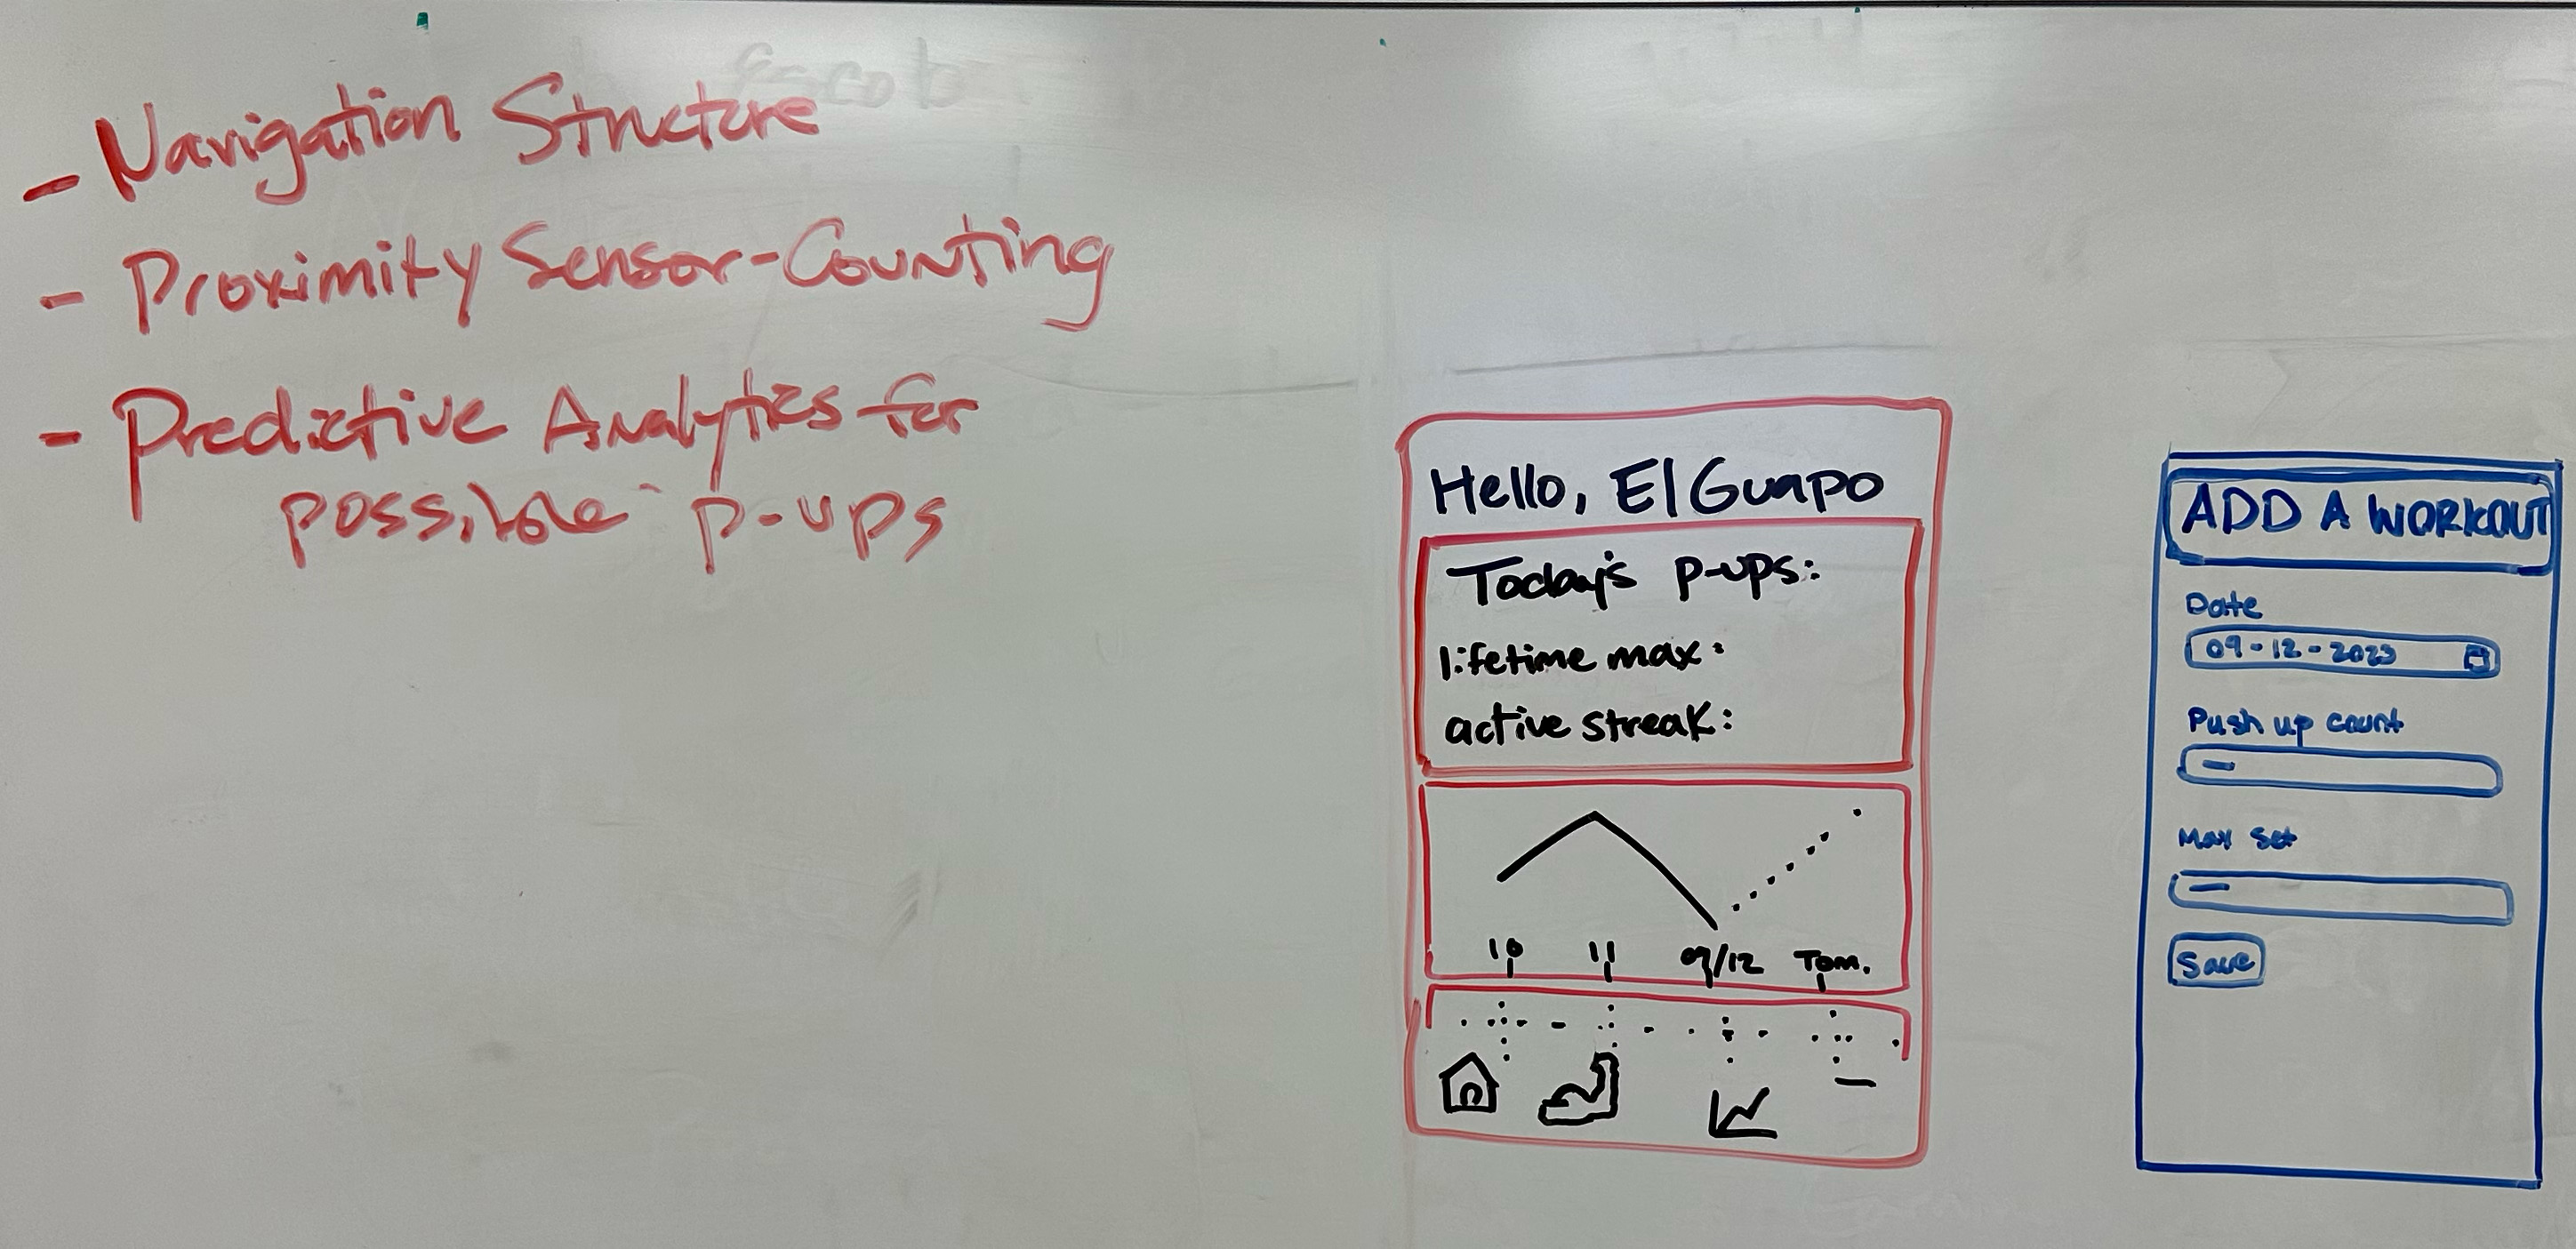 - Navigation Structure
- Proximity Sensor-Counting
- Predictive Analytics for
possible p-ups
Hello, El Guapo
Today's p-ups:
lifetime max:
active streak:
10 11 09/12 Tom.
ADD A WORKOUT
Date
09-12-2023
Push up count
Max Set
Save